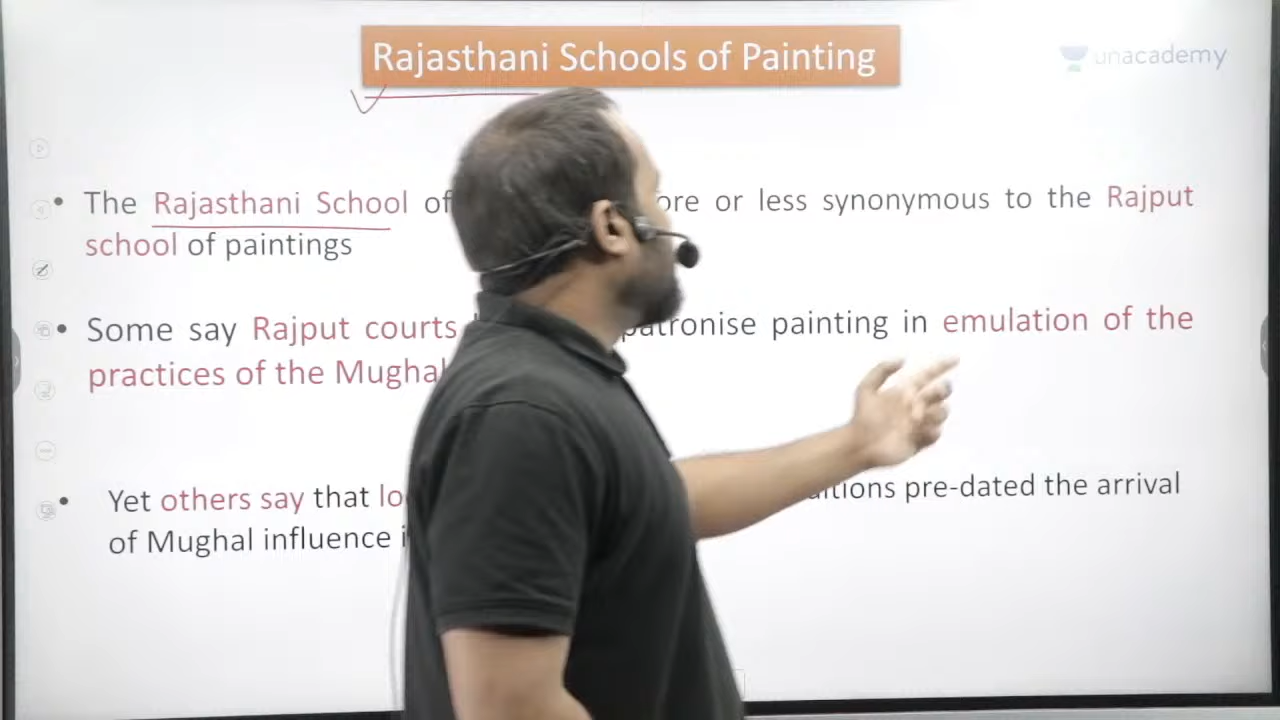 Rajasthani Schools of Painting
unacademy
• The Rajasthani School of ore or less synonymous to the Rajput
school of paintings
• Some say Rajput courts patronise painting in emulation of the
practices of the Mughal
• Yet others say that lo itions pre-dated the arrival
of Mughal influence i